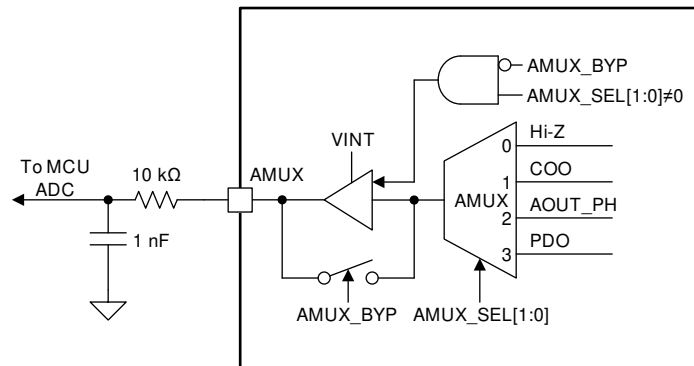 AMUX_BYP
AMUX_SEL[1:0]≠0
VINT
Hi-Z
To MCU
ADC
10 kΩ
AMUX
0
COO
1
AMUX
AOUT_PH
2
PDO
3
1 nF
AMUX_BYP
AMUX_SEL[1:0]